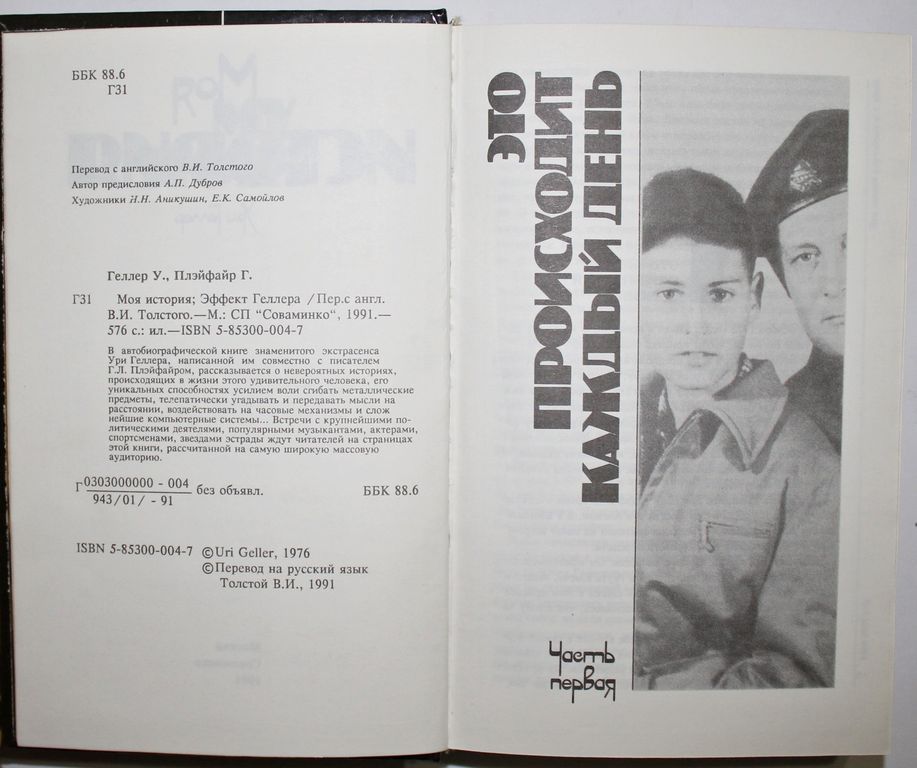 ББК 88.6
Г31
Перевод с английского В.И. Толстого
Автор предисловия А.П. Дубров
Художники Н.Н. Аникушин, Е.К. Самойлов
Геллер У., Плэйфайр Г.
Г31 Моя история; Эффект Геллера /Пер.с англ.
В.И. Толстого.—М.: СП "Соваминко", 1991.—
576 с.: ил.—ISBN 5-85300-004-7
В автобиографической книге знаменитого экстрасенса
Ури Геллера, написанной им совместно с писателем
Г.Л. Плэйфайром, рассказывается о невероятных историях,
происходящих в жизни этого удивительного человека, его
уникальных способностях усилием воли сгибать металлические
предметы, телепатически угадывать и передавать мысли на
расстоянии, воздействовать на часовые механизмы и слож
нейшие компьютерные системы... Встречи с крупнейшими по-
литическими деятелями, популярными музыкантами, актерами,
спортсменами, звездами эстрады ждут читателей на страницах
этой книги, рассчитанной на самую широкую массовую
аудиторию.
Г 0303000000 - 004
943/01/ - 91 без объявл. ББК 88.6
ISBN 5-85300-004-7 ©Uri Geller, 1976
©Перевод на русский язык
Толстой В.И., 1991
ЭТО
ПРОИСХОДИТ
КАЖДЫЙ ДЕНЬ
Часть
первая